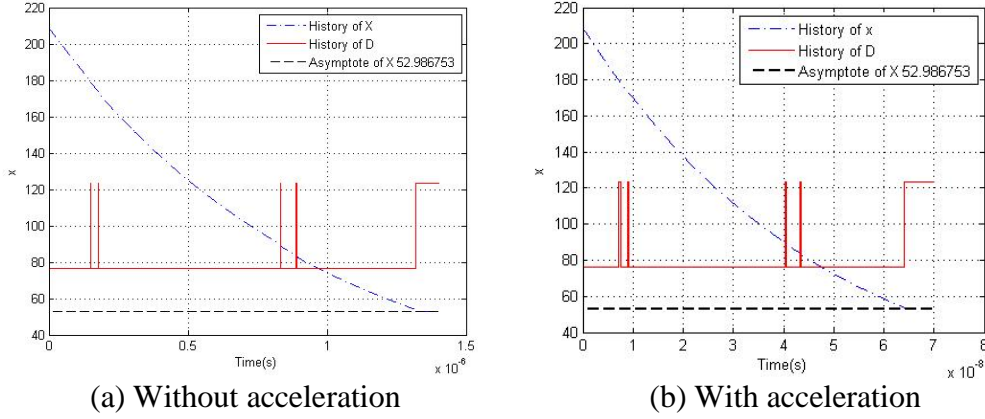 220
200
180
160
140
120
100
80
60
40
x
0
0.5
1
1.5
Time(s)
x 10^-6
History of X
History of D
Asymptote of X 52.986753
(a) Without acceleration
220
200
180
160
140
120
100
80
60
40
x
0
1
2
3
4
5
6
7
8
Time(s)
x 10^-8
History of x
History of D
Asymptote of X 52.986753
(b) With acceleration